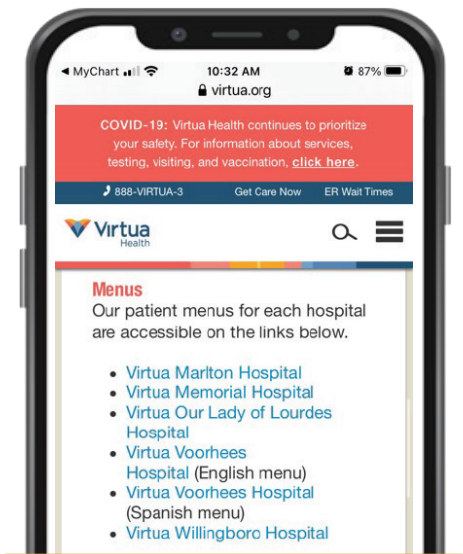 MyChart
10:32 AM
87%
virtua.org
COVID-19: Virtua Health continues to prioritize
your safety. For information about services,
testing, visiting, and vaccination, click here.
888-VIRTUA-3 Get Care Now ER Wait Times
Virtua
Health
Menus
Our patient menus for each hospital
are accessible on the links below.
• Virtua Marlton Hospital
• Virtua Memorial Hospital
• Virtua Our Lady of Lourdes
Hospital
• Virtua Voorhees
Hospital (English menu)
• Virtua Voorhees Hospital
(Spanish menu)
• Virtua Willingboro Hospital